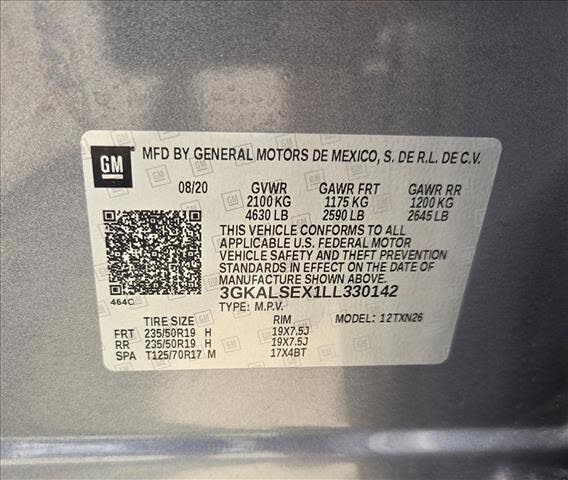 GM MFD BY GENERAL MOTORS DE MEXICO, S. DE R.L. DE C.V.
08/20 GVWR GAWR FRT GAWR RR
2100 KG 1175 KG 1200 KG
4630 LB 2590 LB 2645 LB
THIS VEHICLE CONFORMS TO ALL
APPLICABLE U.S. FEDERAL MOTOR
VEHICLE SAFETY AND THEFT PREVENTION
STANDARDS IN EFFECT ON THE DATE OF
MANUFACTURE SHOWN ABOVE.
464C 3GKALSEX1LL330142
TYPE: M.P.V.
TIRE SIZE RIM MODEL: 12TXN26
FRT 235/50R19 H 19X7.5J
RR 235/50R19 H 19X7.5J
SPA T125/70R17 M 17X4BT